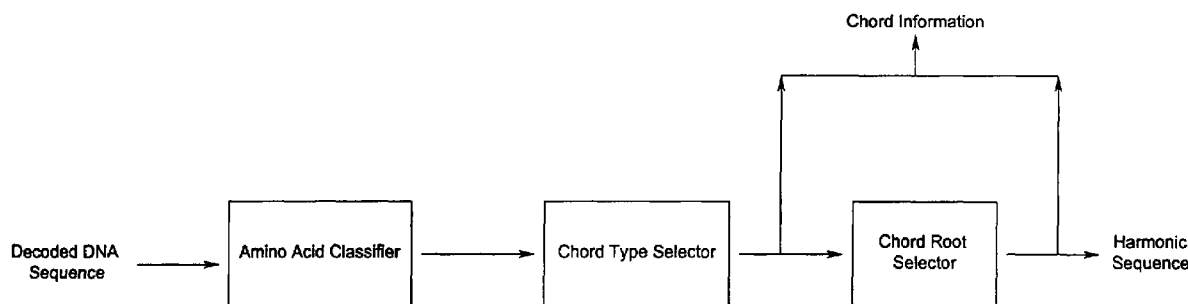 Chord Information
Decoded DNA
Sequence
Amino Acid Classifier
Chord Type Selector
Chord Root
Selector
Harmonic
Sequence